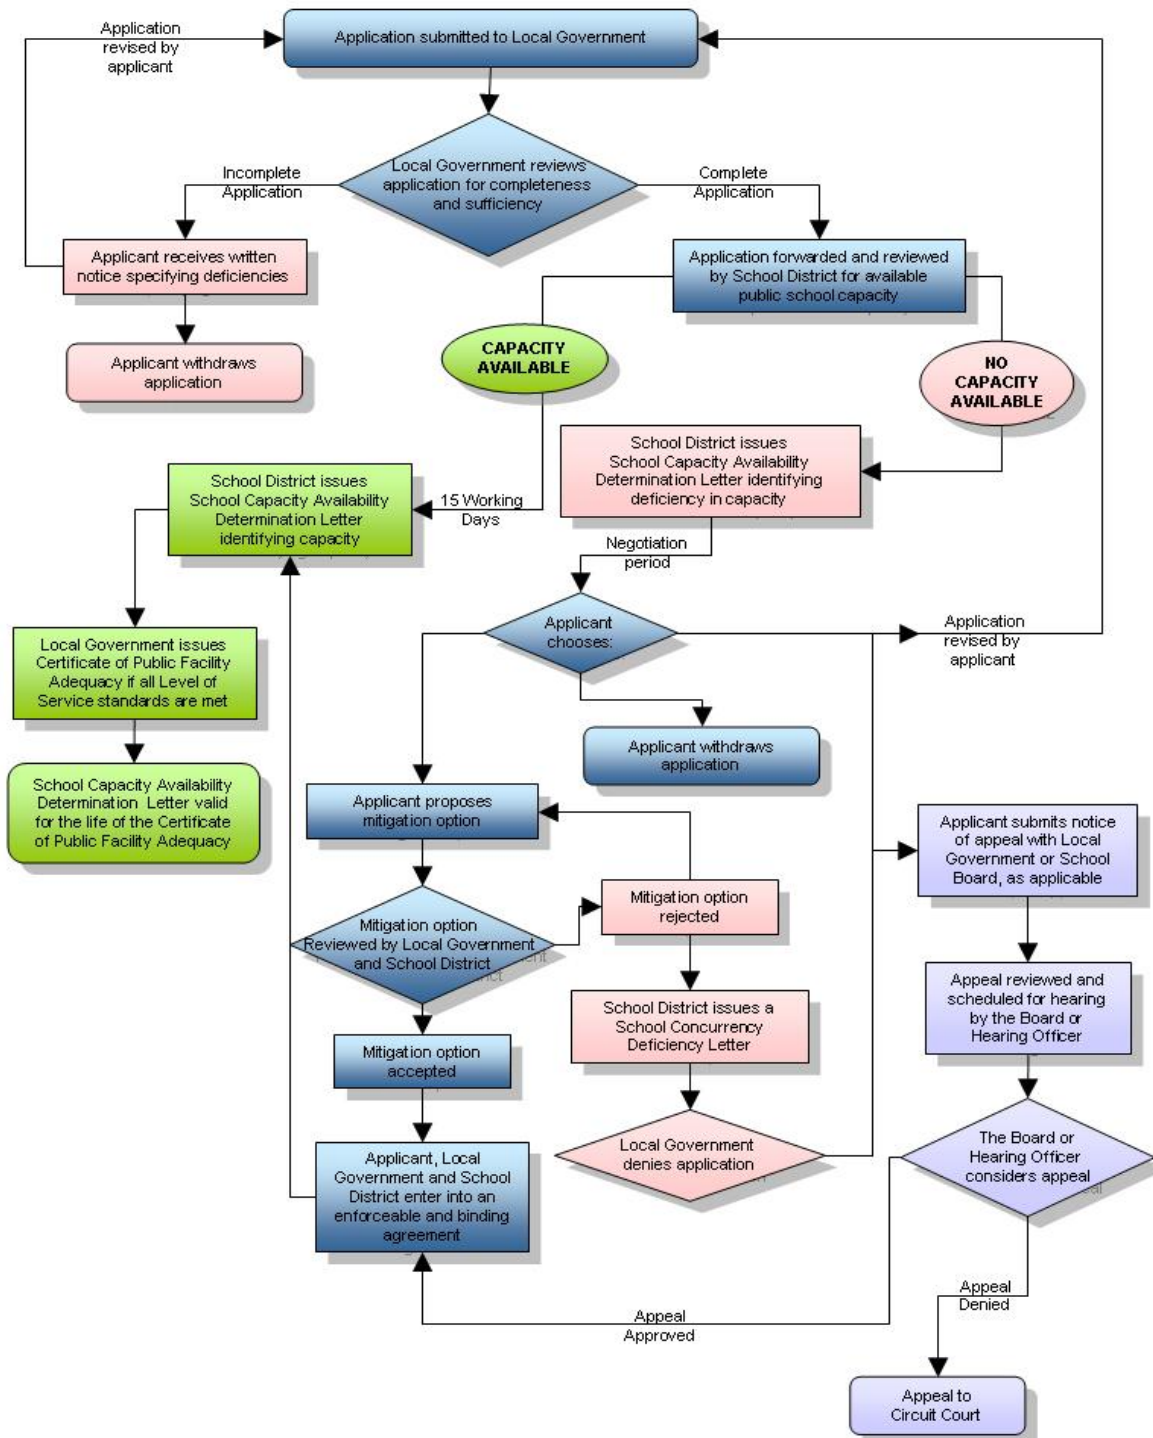 Application
revised by
applicant
Application submitted to Local Government
Local Government reviews
application for completeness
and sufficiency
Incomplete
Application
Complete
Application
Applicant receives written
notice specifying deficiencies
Application forwarded and reviewed
by School District for available
public school capacity
Applicant withdraws
application
CAPACITY
AVAILABLE
NO
CAPACITY
AVAILABLE
School District issues
School Capacity Availability
Determination Letter identifying
deficiency in capacity
School District issues
School Capacity Availability
Determination Letter
identifying capacity
15 Working
Days
Negotiation
period
Applicant
chooses:
Application
revised by
applicant
Local Government issues
Certificate of Public Facility
Adequacy if all Level of
Service standards are met
Applicant withdraws
application
School Capacity Availability
Determination Letter valid
for the life of the Certificate
of Public Facility Adequacy
Applicant proposes
mitigation option
Applicant submits notice
of appeal with Local
Government or School
Board, as applicable
Mitigation option
Reviewed by Local Government
and School District
Mitigation option
rejected
Appeal reviewed and
scheduled for hearing
by the Board or
Hearing Officer
School District issues a
School Concurrency
Deficiency Letter
Mitigation option
accepted
Local Government
denies application
The Board or
Hearing Officer
considers appeal
Applicant, Local
Government and School
District enter into an
enforceable and binding
agreement
Appeal
Approved
Appeal
Denied
Appeal to
Circuit Court